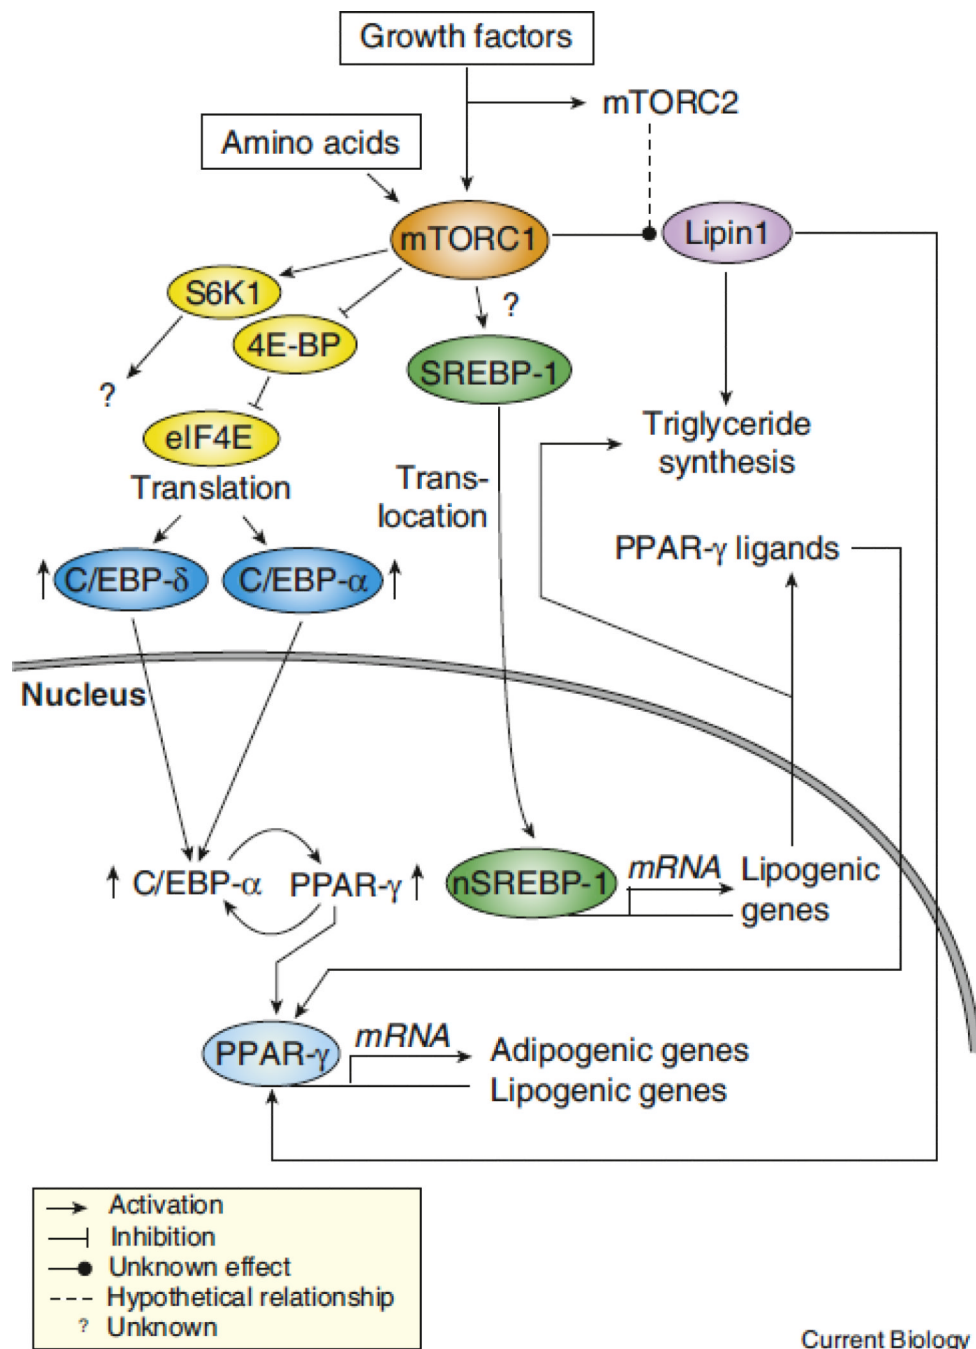 Growth factors
mTORC2
Amino acids
mTORC1
Lipin1
S6K1
?
4E-BP
SREBP-1
?
eIF4E
Triglyceride
synthesis
Translation
Trans-
location
PPAR-γ ligands
C/EBP-δ
C/EBP-α
Nucleus
C/EBP-α
PPAR-γ
nSREBP-1
mRNA
Lipogenic
genes
PPAR-γ
mRNA
Adipogenic genes
Lipogenic genes
Activation
Inhibition
Unknown effect
Hypothetical relationship
? Unknown
Current Biology